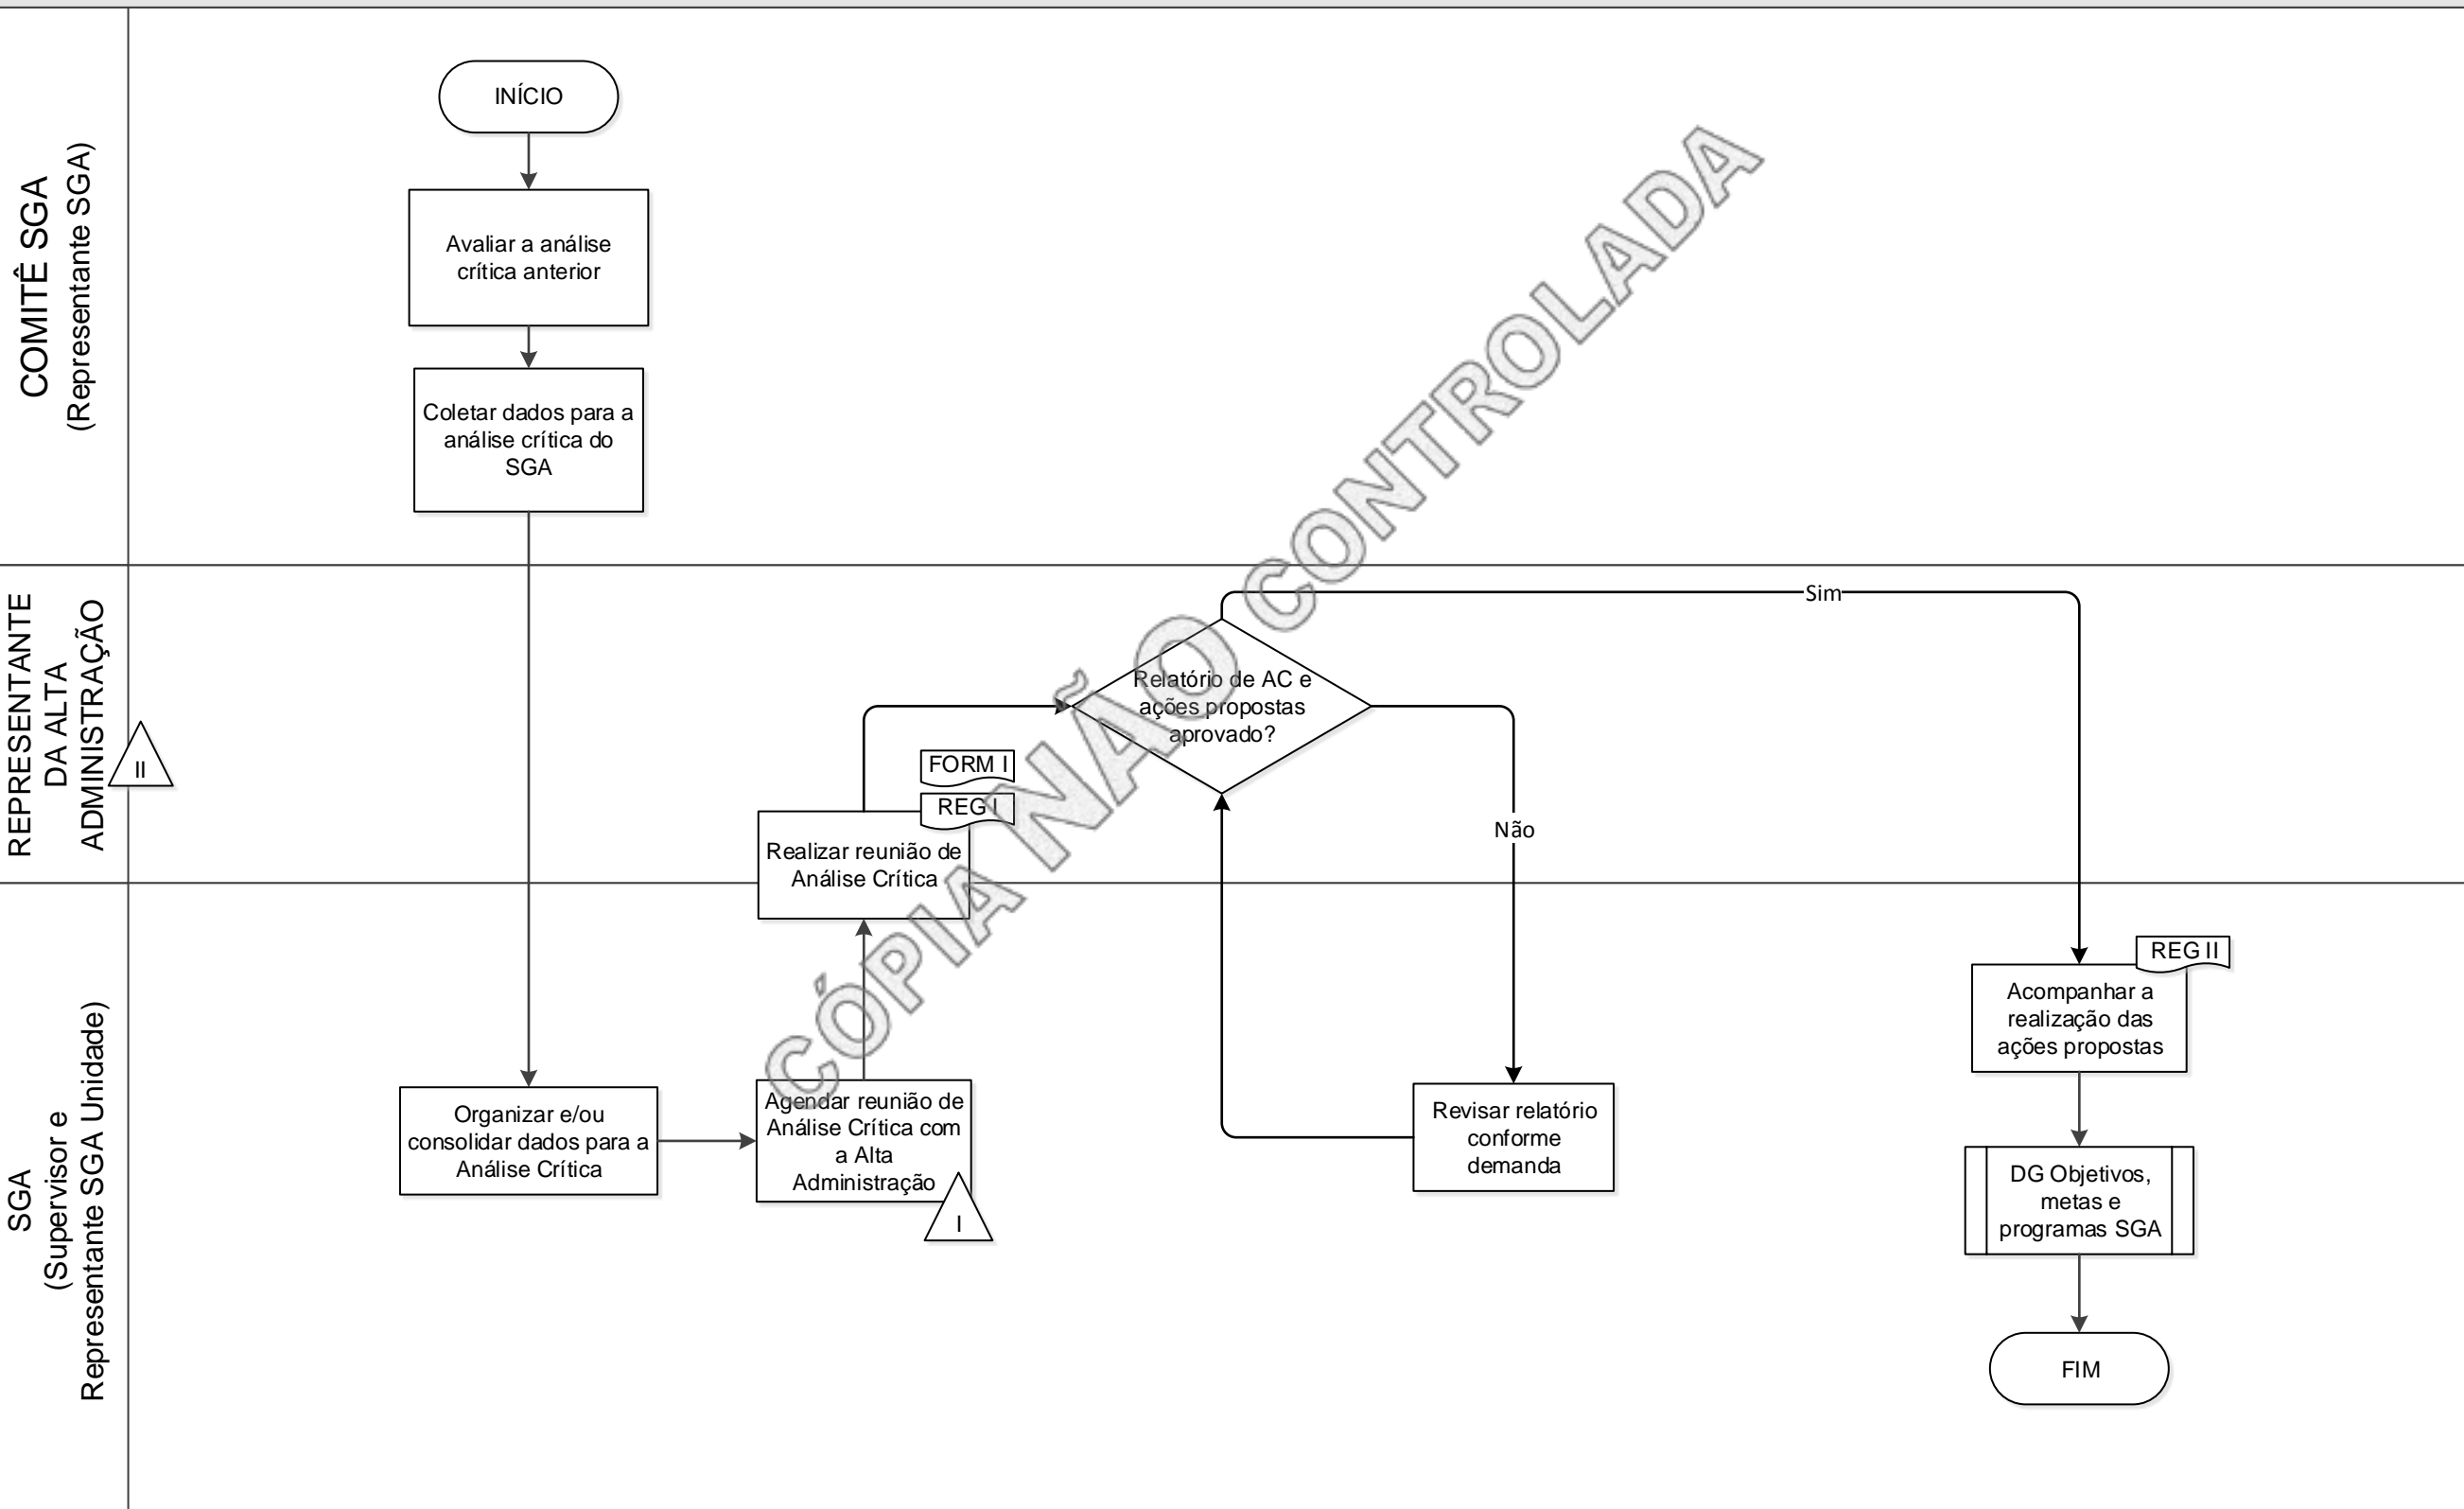 COMITÊ SGA
(Representante SGA)
INÍCIO
Avaliar a análise
crítica anterior
Coletar dados para a
análise crítica do
SGA
REPRESENTANTE
DA ALTA
ADMINISTRAÇÃO
II
Sim
Relatório de AC e
ações propostas
aprovado?
Não
FORM I
REG I
Realizar reunião de
Análise Crítica
SGA
(Supervisor e
Representante SGA Unidade)
Organizar e/ou
consolidar dados para a
Análise Crítica
Agendar reunião de
Análise Crítica com
a Alta
Administração
I
Revisar relatório
conforme
demanda
REG II
Acompanhar a
realização das
ações propostas
DG Objetivos,
metas e
programas SGA
FIM
CÓPIA NÃO CONTROLADA